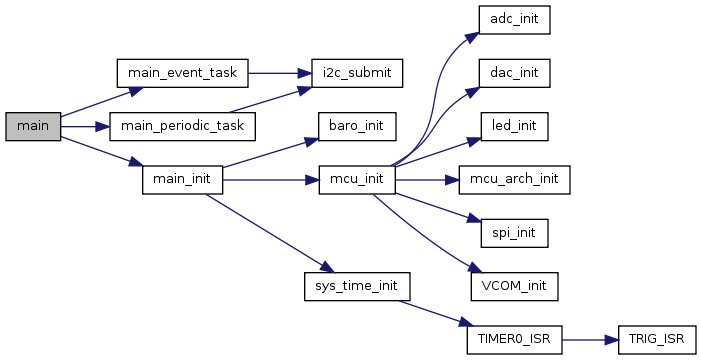 main
main_event_task
main_periodic_task
main_init
i2c_submit
baro_init
mcu_init
sys_time_init
adc_init
dac_init
led_init
mcu_arch_init
spi_init
VCOM_init
TIMER0_ISR
TRIG_ISR